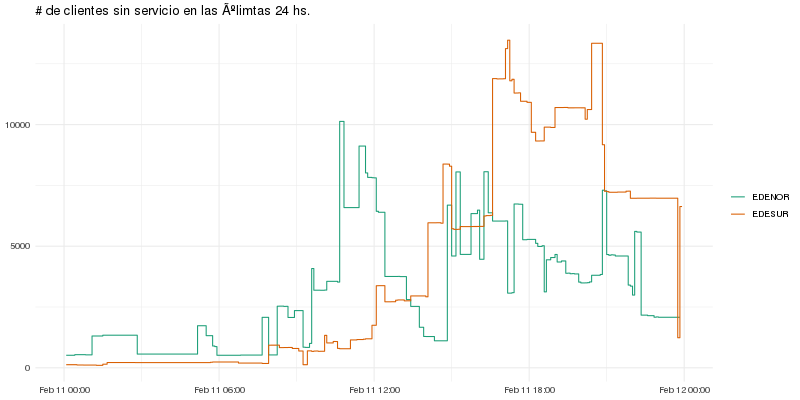 # de clientes sin servicio en las Ãºlimtas 24 hs.
10000
5000
0
Feb 11 00:00
Feb 11 06:00
Feb 11 12:00
Feb 11 18:00
Feb 12 00:00
EDENOR
EDESUR